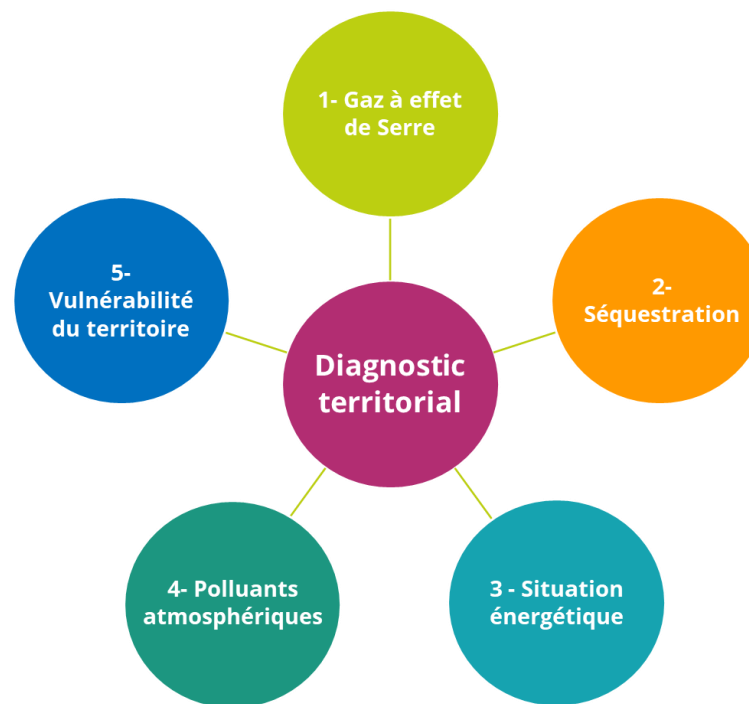 1- Gaz à effet
de Serre
2-
Séquestration
3 - Situation
énergétique
4- Polluants
atmosphériques
5-
Vulnérabilité
du territoire
Diagnostic
territorial